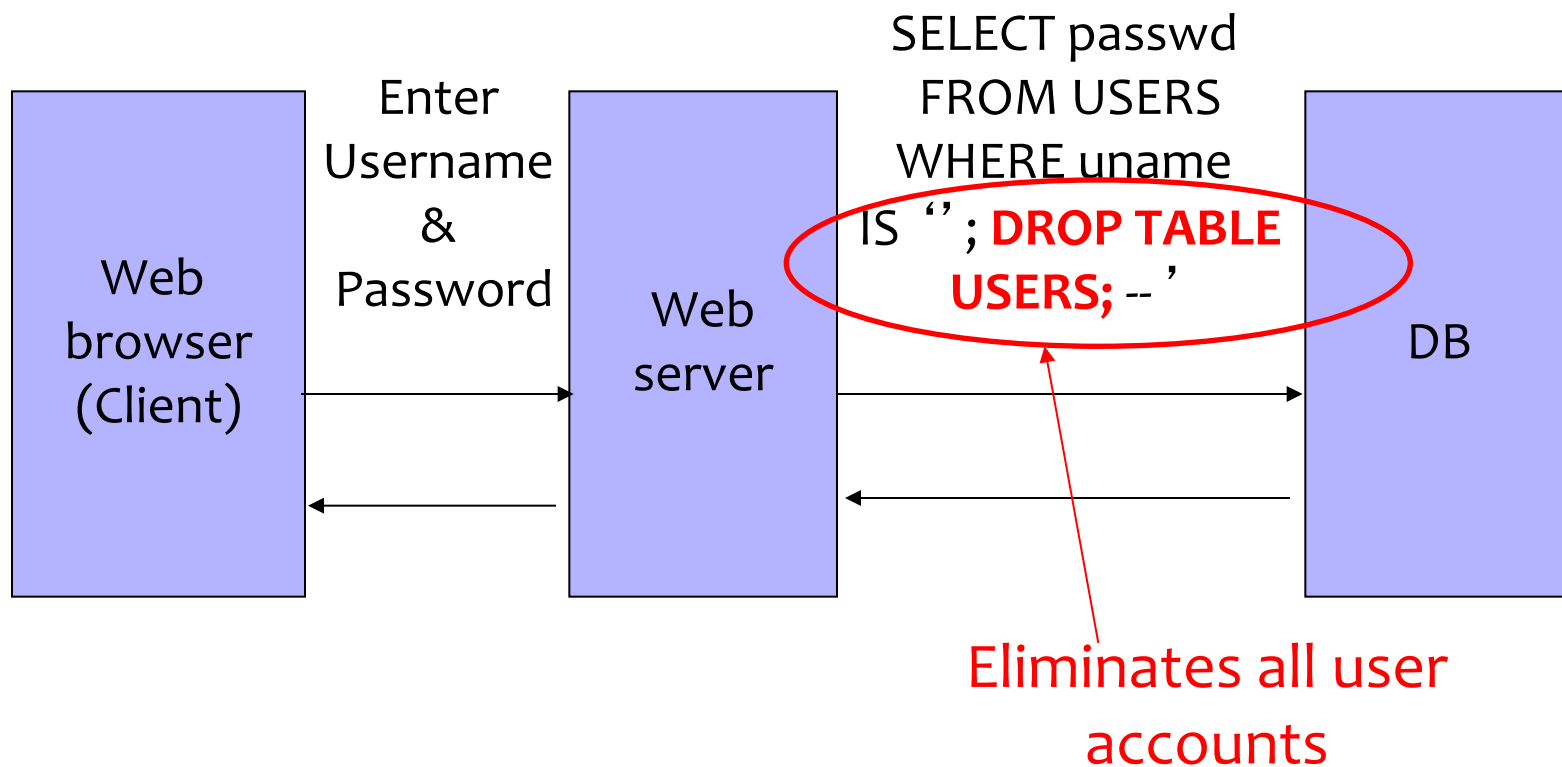 Web
browser
(Client)
Enter
Username
&
Password
Web
server
SELECT passwd
FROM USERS
WHERE uname
IS ‘’ ; DROP TABLE
USERS; -- ’
DB
Eliminates all user
accounts